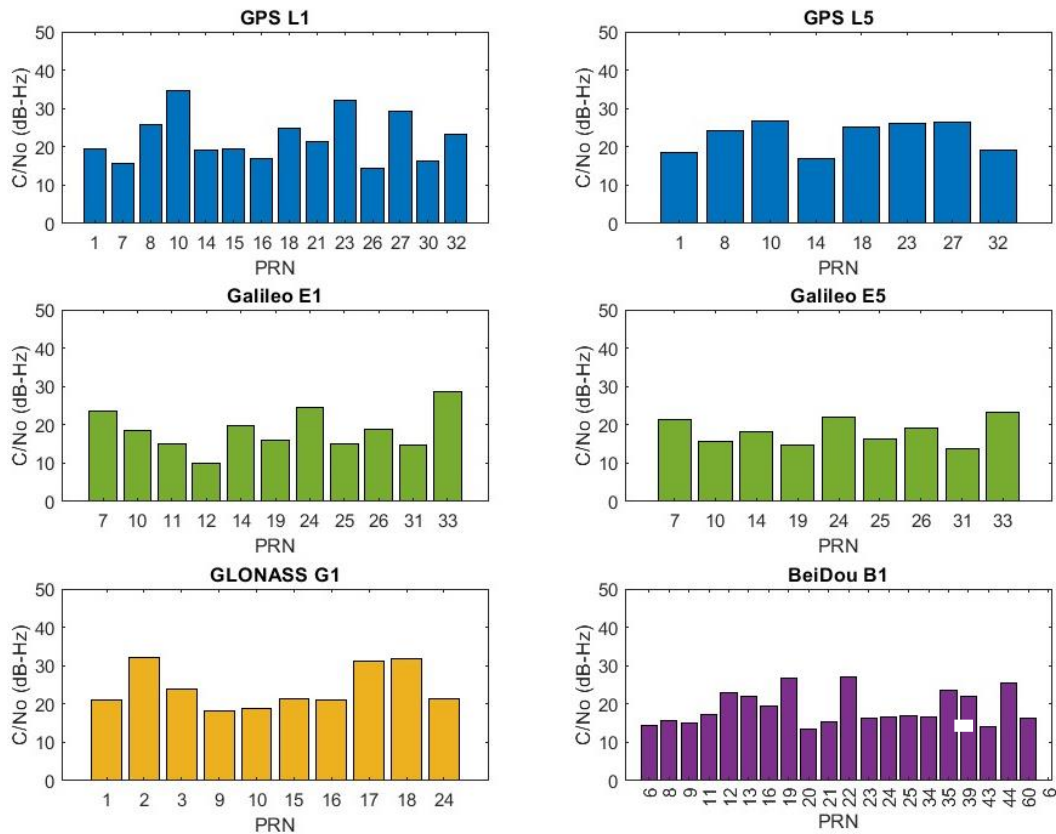 GPS L1
50
40
30
20
10
0
C/No (dB-Hz)
1 7 8 10 14 15 16 18 21 23 26 27 30 32
PRN
GPS L5
50
40
30
20
10
0
C/No (dB-Hz)
1 8 10 14 18 23 27 32
PRN
Galileo E1
50
40
30
20
10
0
C/No (dB-Hz)
7 10 11 12 14 19 24 25 26 31 33
PRN
Galileo E5
50
40
30
20
10
0
C/No (dB-Hz)
7 10 14 19 24 25 26 31 33
PRN
GLONASS G1
50
40
30
20
10
0
C/No (dB-Hz)
1 2 3 9 10 15 16 17 18 24
PRN
BeiDou B1
50
40
30
20
10
0
C/No (dB-Hz)
6 8 9 11 12 13 16 19 20 21 22 23 24 25 34 35 39 43 44 60 6
PRN